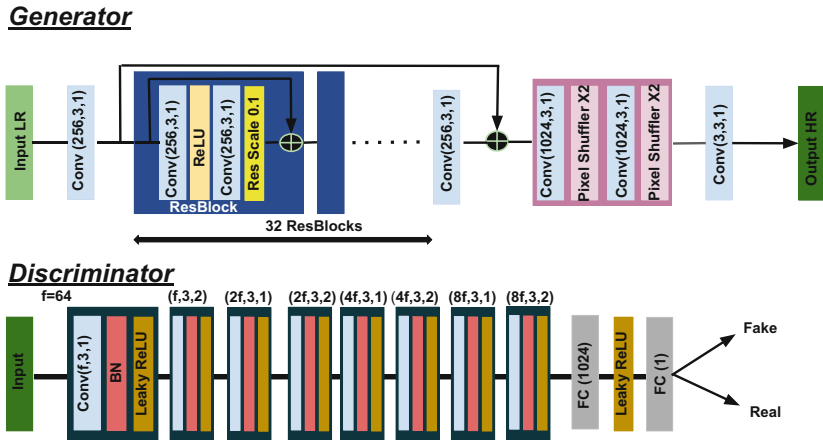 Generator
Input LR
Conv (256,3,1)
Conv(256,3,1)
ReLU
Conv(256,3,1)
Res Scale 0.1
ResBlock
32 ResBlocks
Conv(256,3,1)
Conv(1024,3,1)
Pixel Shuffler X2
Conv(1024,3,1)
Pixel Shuffler X2
Conv(3,3,1)
Output HR
Discriminator
f=64
(f,3,2)
(2f,3,1)
(2f,3,2)
(4f,3,1)
(4f,3,2)
(8f,3,1)
(8f,3,2)
Input
Conv(f,3,1)
BN
Leaky ReLU
FC (1024)
Leaky ReLU
FC (1)
Fake
Real